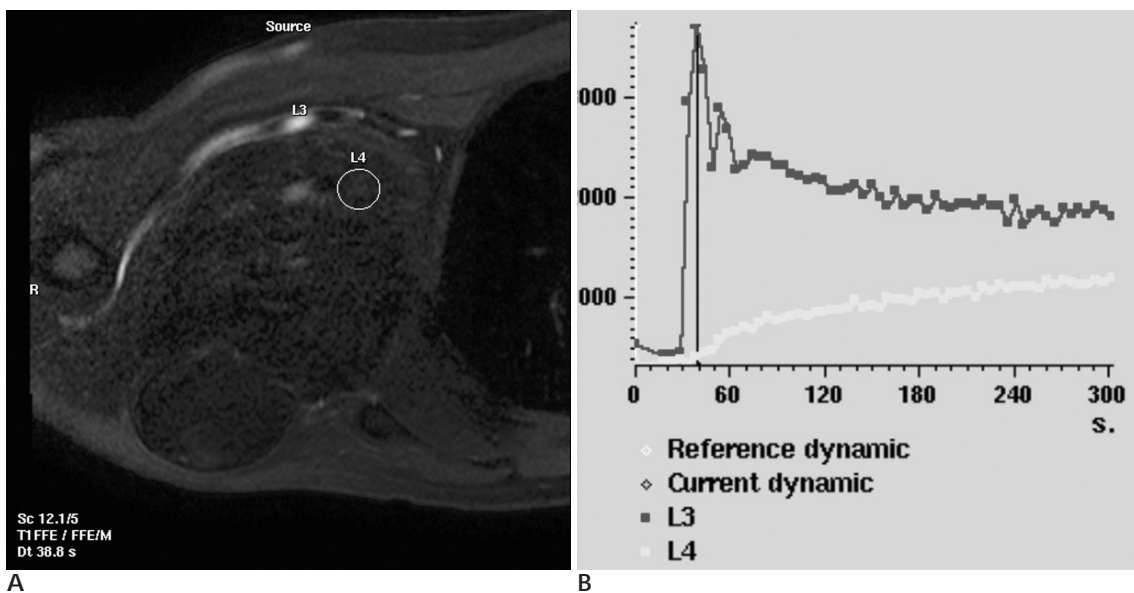 Source
L3
L4
R
Sc 12.1/5
T1FFE / FFE/M
Dt 38.8 s
A
000
000
000
0 60 120 180 240 300
s.
Reference dynamic
Current dynamic
L3
L4
B